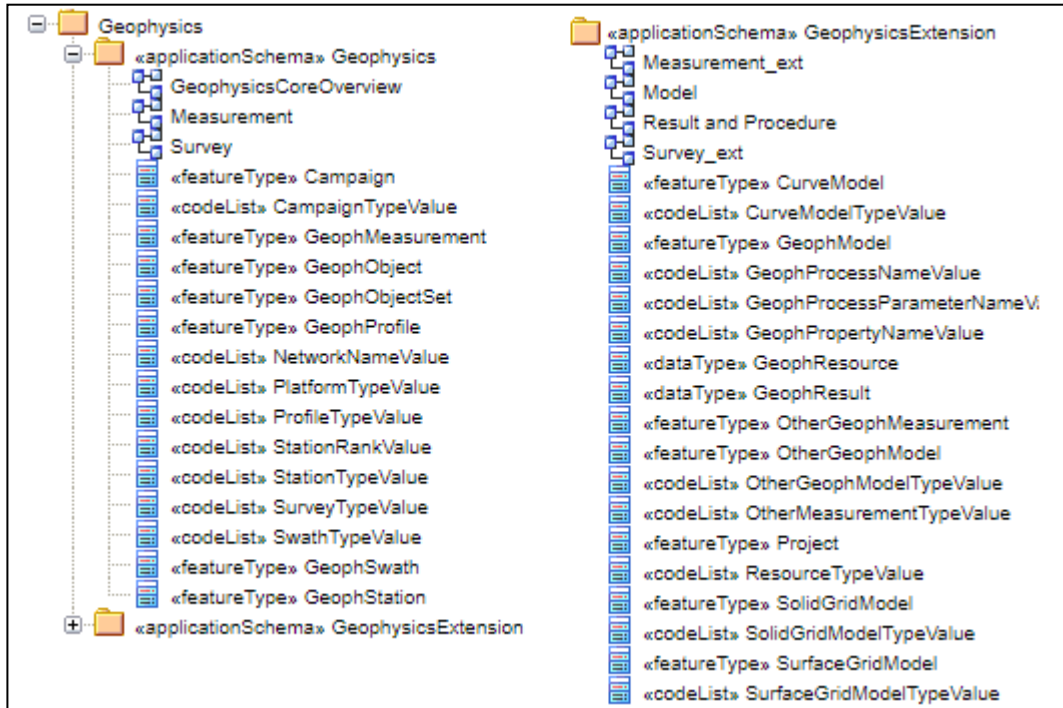 Geophysics
«applicationSchema» Geophysics
GeophysicsCoreOverview
Measurement
Survey
«featureType» Campaign
«codeList» CampaignTypeValue
«featureType» GeophMeasurement
«featureType» GeophObject
«featureType» GeophObjectSet
«featureType» GeophProfile
«codeList» NetworkNameValue
«codeList» PlatformTypeValue
«codeList» ProfileTypeValue
«codeList» StationRankValue
«codeList» StationTypeValue
«codeList» SurveyTypeValue
«codeList» SwathTypeValue
«featureType» GeophSwath
«featureType» GeophStation
«applicationSchema» GeophysicsExtension
«applicationSchema» GeophysicsExtension
Measurement_ext
Model
Result and Procedure
Survey_ext
«featureType» CurveModel
«codeList» CurveModelTypeValue
«featureType» GeophModel
«codeList» GeophProcessNameValue
«codeList» GeophProcessParameterNameV
«codeList» GeophPropertyNameValue
«dataType» GeophResource
«dataType» GeophResult
«featureType» OtherGeophMeasurement
«featureType» OtherGeophModel
«codeList» OtherGeophModelTypeValue
«codeList» OtherMeasurementTypeValue
«featureType» Project
«codeList» ResourceTypeValue
«featureType» SolidGridModel
«codeList» SolidGridModelTypeValue
«featureType» SurfaceGridModel
«codeList» SurfaceGridModelTypeValue